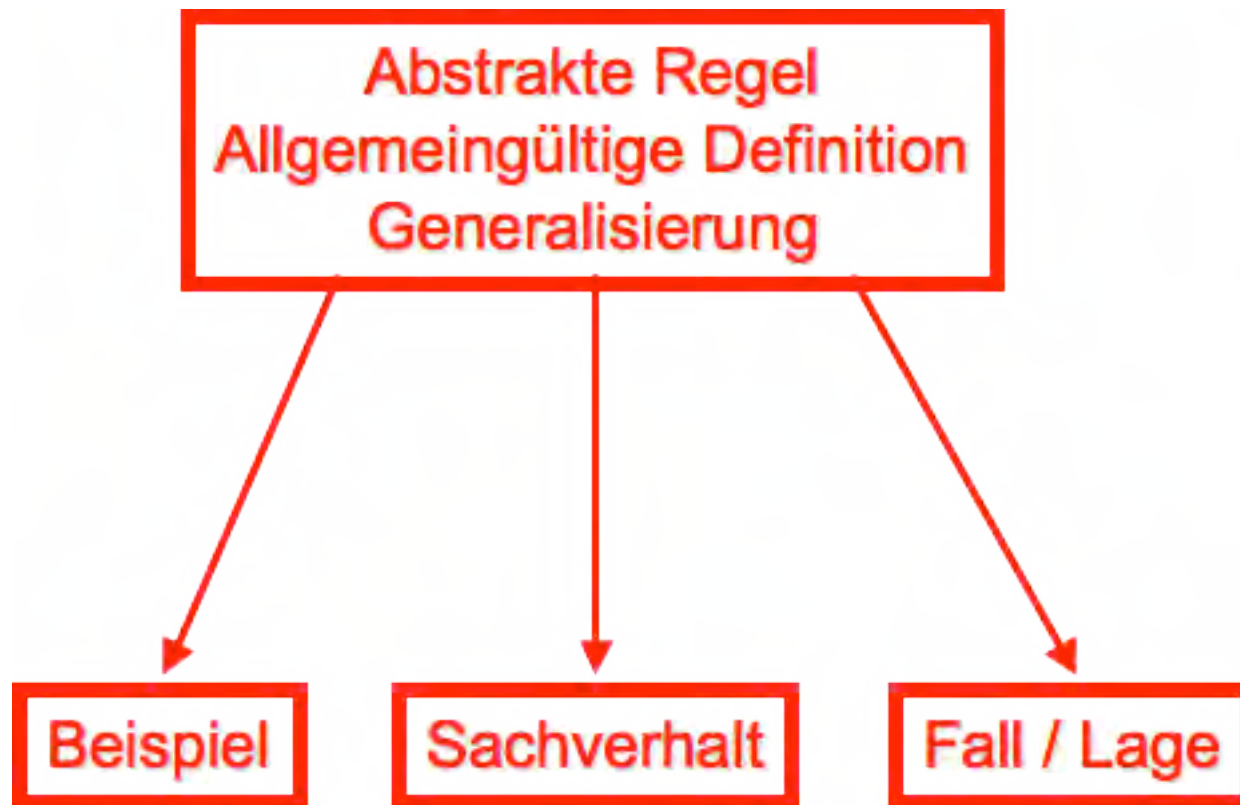 Abstrakte Regel
Allgemeingültige Definition
Generalisierung
Beispiel
Sachverhalt
Fall / Lage